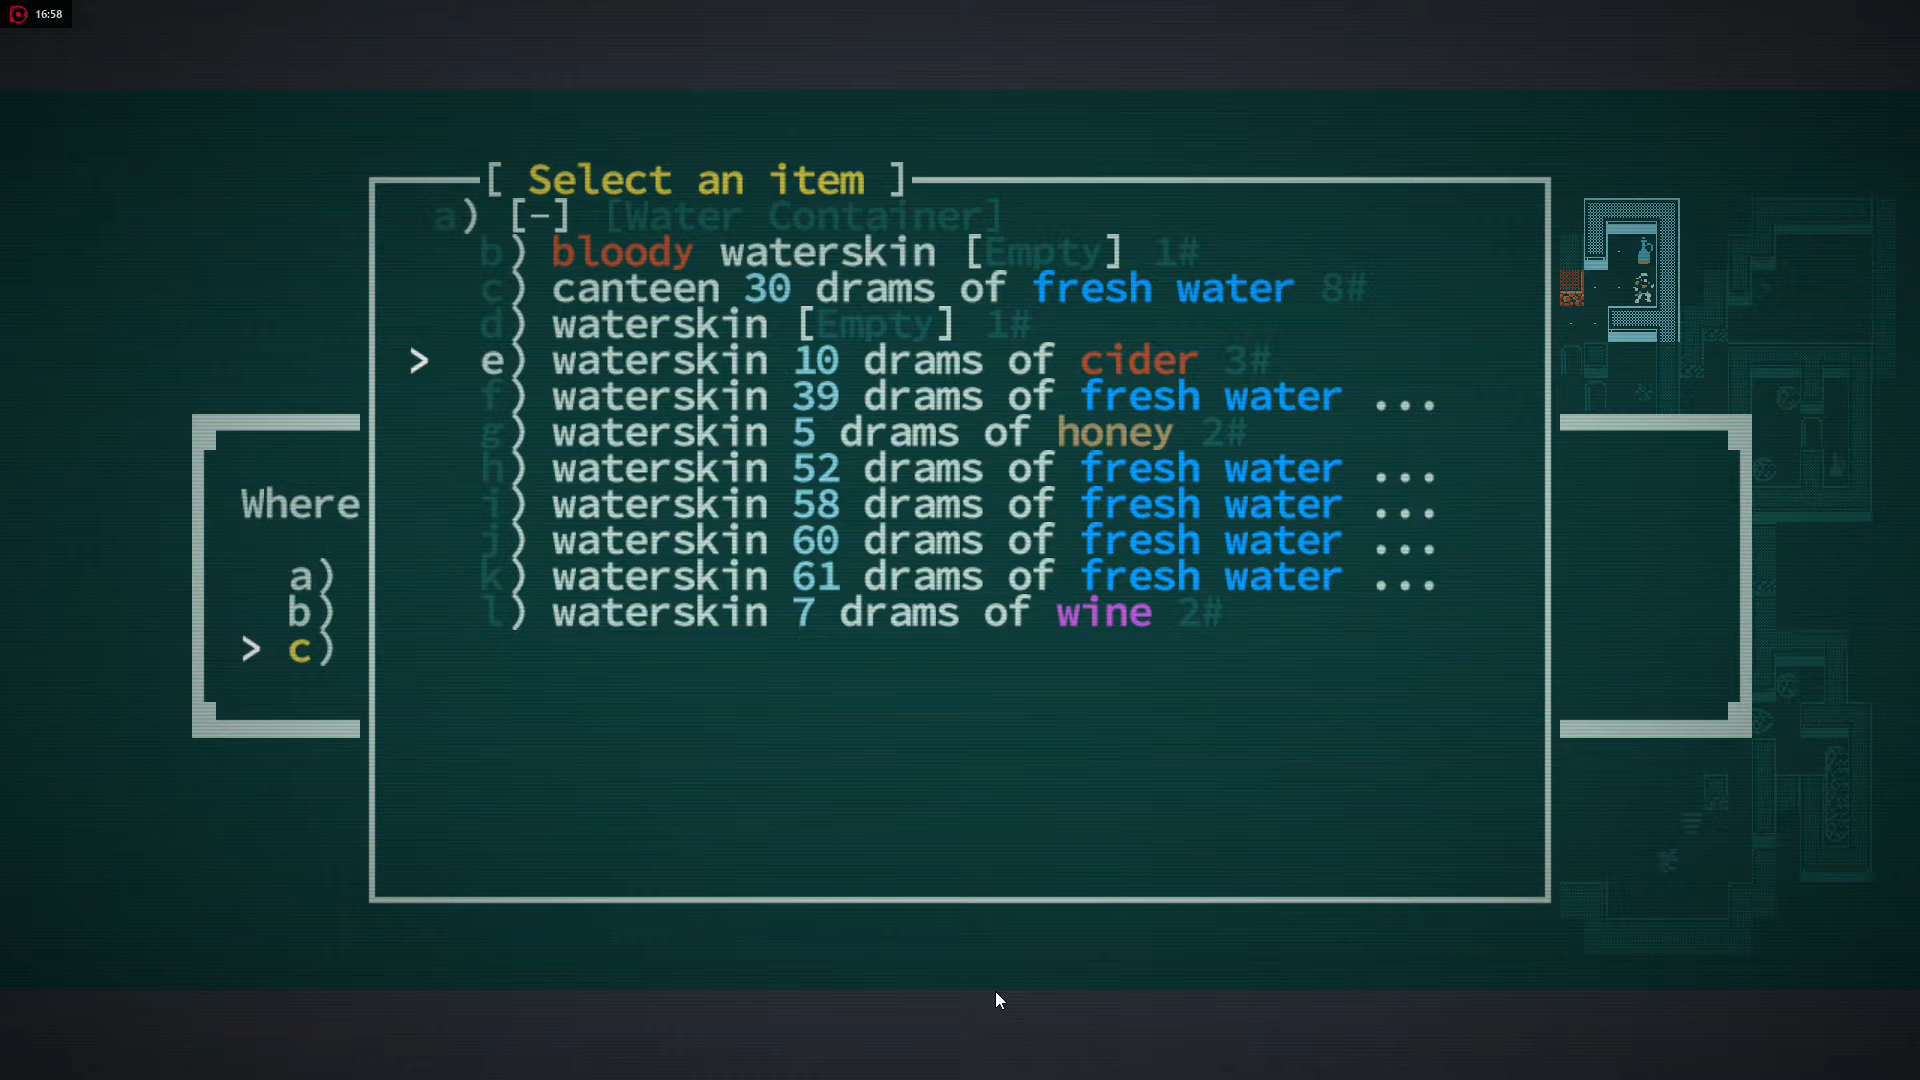 16:58
[ Select an item ]
a) [-] [Water Container]
b) bloody waterskin [Empty] 1#
c) canteen 30 drams of fresh water 8#
d) waterskin [Empty] 1#
> e) waterskin 10 drams of cider 3#
f) waterskin 39 drams of fresh water ...
g) waterskin 5 drams of honey 2#
h) waterskin 52 drams of fresh water ...
i) waterskin 58 drams of fresh water ...
j) waterskin 60 drams of fresh water ...
k) waterskin 61 drams of fresh water ...
l) waterskin 7 drams of wine 2#
Where
a)
b)
> c)